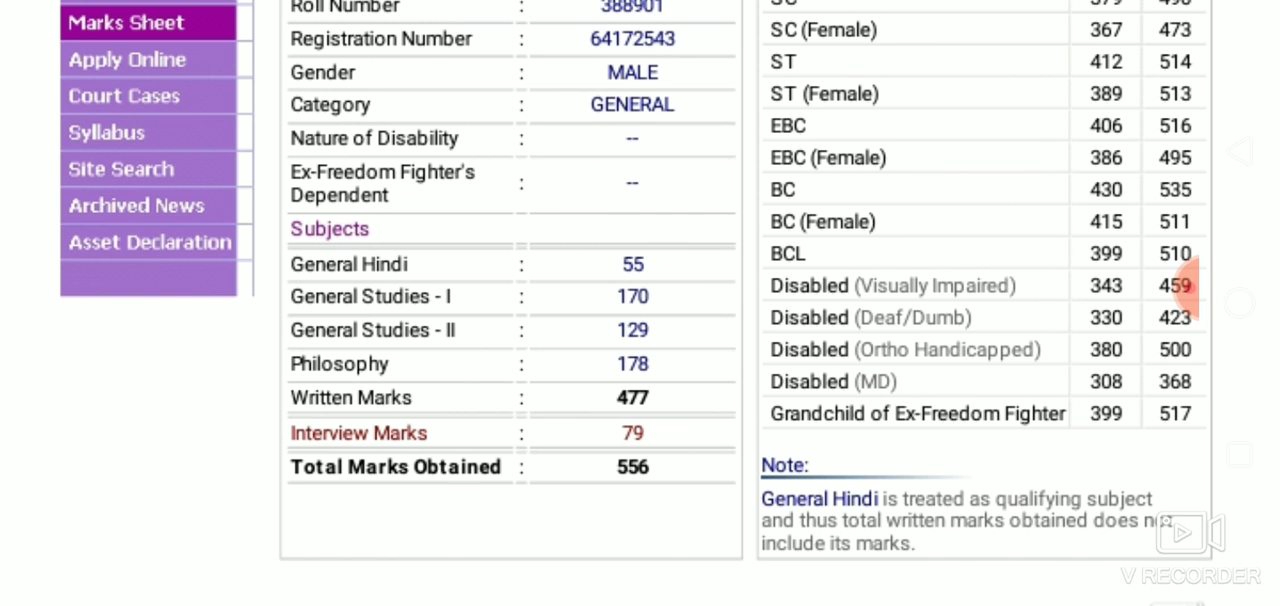 Marks Sheet
Apply Online
Court Cases
Syllabus
Site Search
Archived News
Asset Declaration
Roll Number : 388901
Registration Number : 64172543
Gender : MALE
Category : GENERAL
Nature of Disability : --
Ex-Freedom Fighter's
Dependent : --
Subjects
General Hindi : 55
General Studies - I : 170
General Studies - II : 129
Philosophy : 178
Written Marks : 477
Interview Marks : 79
Total Marks Obtained : 556
SC (Female) 367 473
ST 412 514
ST (Female) 389 513
EBC 406 516
EBC (Female) 386 495
BC 430 535
BC (Female) 415 511
BCL 399 510
Disabled (Visually Impaired) 343 459
Disabled (Deaf/Dumb) 330 423
Disabled (Ortho Handicapped) 380 500
Disabled (MD) 308 368
Grandchild of Ex-Freedom Fighter 399 517
Note:
General Hindi is treated as qualifying subject
and thus total written marks obtained does not
include its marks.
V RECORDER